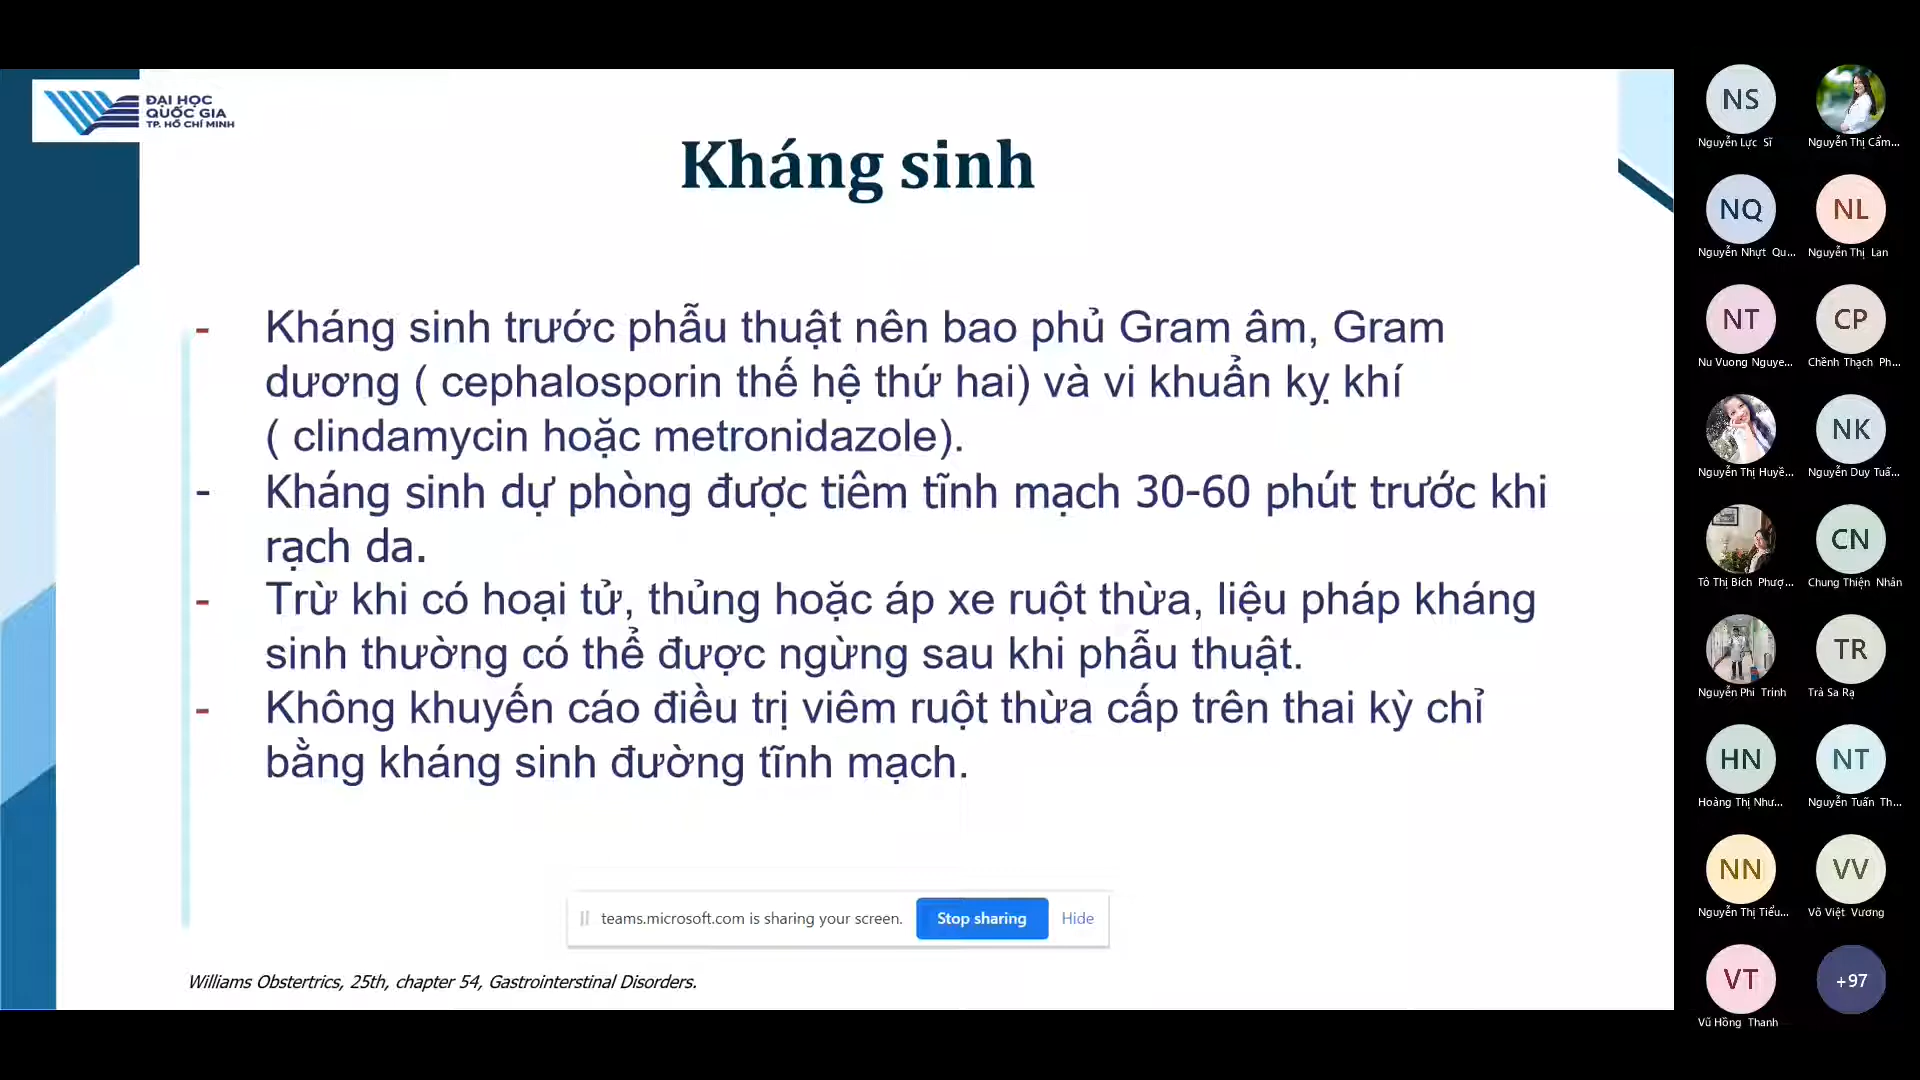 ĐẠI HỌC
QUỐC GIA
TP. HỒ CHÍ MINH
Kháng sinh
- Kháng sinh trước phẫu thuật nên bao phủ Gram âm, Gram
dương ( cephalosporin thế hệ thứ hai) và vi khuẩn kỵ khí
( clindamycin hoặc metronidazole).
- Kháng sinh dự phòng được tiêm tĩnh mạch 30-60 phút trước khi
rạch da.
- Trừ khi có hoại tử, thủng hoặc áp xe ruột thừa, liệu pháp kháng
sinh thường có thể được ngừng sau khi phẫu thuật.
- Không khuyến cáo điều trị viêm ruột thừa cấp trên thai kỳ chỉ
bằng kháng sinh đường tĩnh mạch.
teams.microsoft.com is sharing your screen. Stop sharing Hide
Williams Obstertrics, 25th, chapter 54, Gastrointerstinal Disorders.
NS
Nguyễn Lực Sĩ
Nguyễn Thị Cẩm...
NQ NL
Nguyễn Nhựt Qu... Nguyễn Thị Lan
NT CP
Nu Vuong Nguye... Chềnh Thạch Ph...
NK
Nguyễn Thị Huyề... Nguyễn Duy Tuấ...
CN
Tô Thị Bích Phượ... Chung Thiện Nhân
TR
Nguyễn Phi Trinh Trà Sa Rạ
HN NT
Hoàng Thị Như... Nguyễn Tuấn Th...
NN VV
Nguyễn Thị Tiểu... Võ Việt Vương
VT +97
Vũ Hồng Thanh